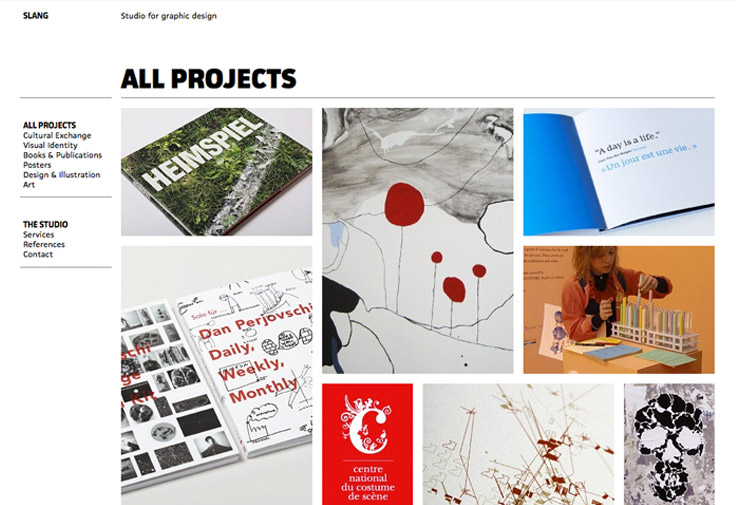 SLANG
Studio for graphic design
ALL PROJECTS
ALL PROJECTS
Cultural Exchange
Visual Identity
Books & Publications
Posters
Design & Illustration
Art
THE STUDIO
Services
References
Contact
HEIMSPIEL
"A day is a life."
«Un jour est une vie.»
Solo für
Dan Perjovschi
Daily,
Weekly,
Monthly
centre
national
du costume
de scène